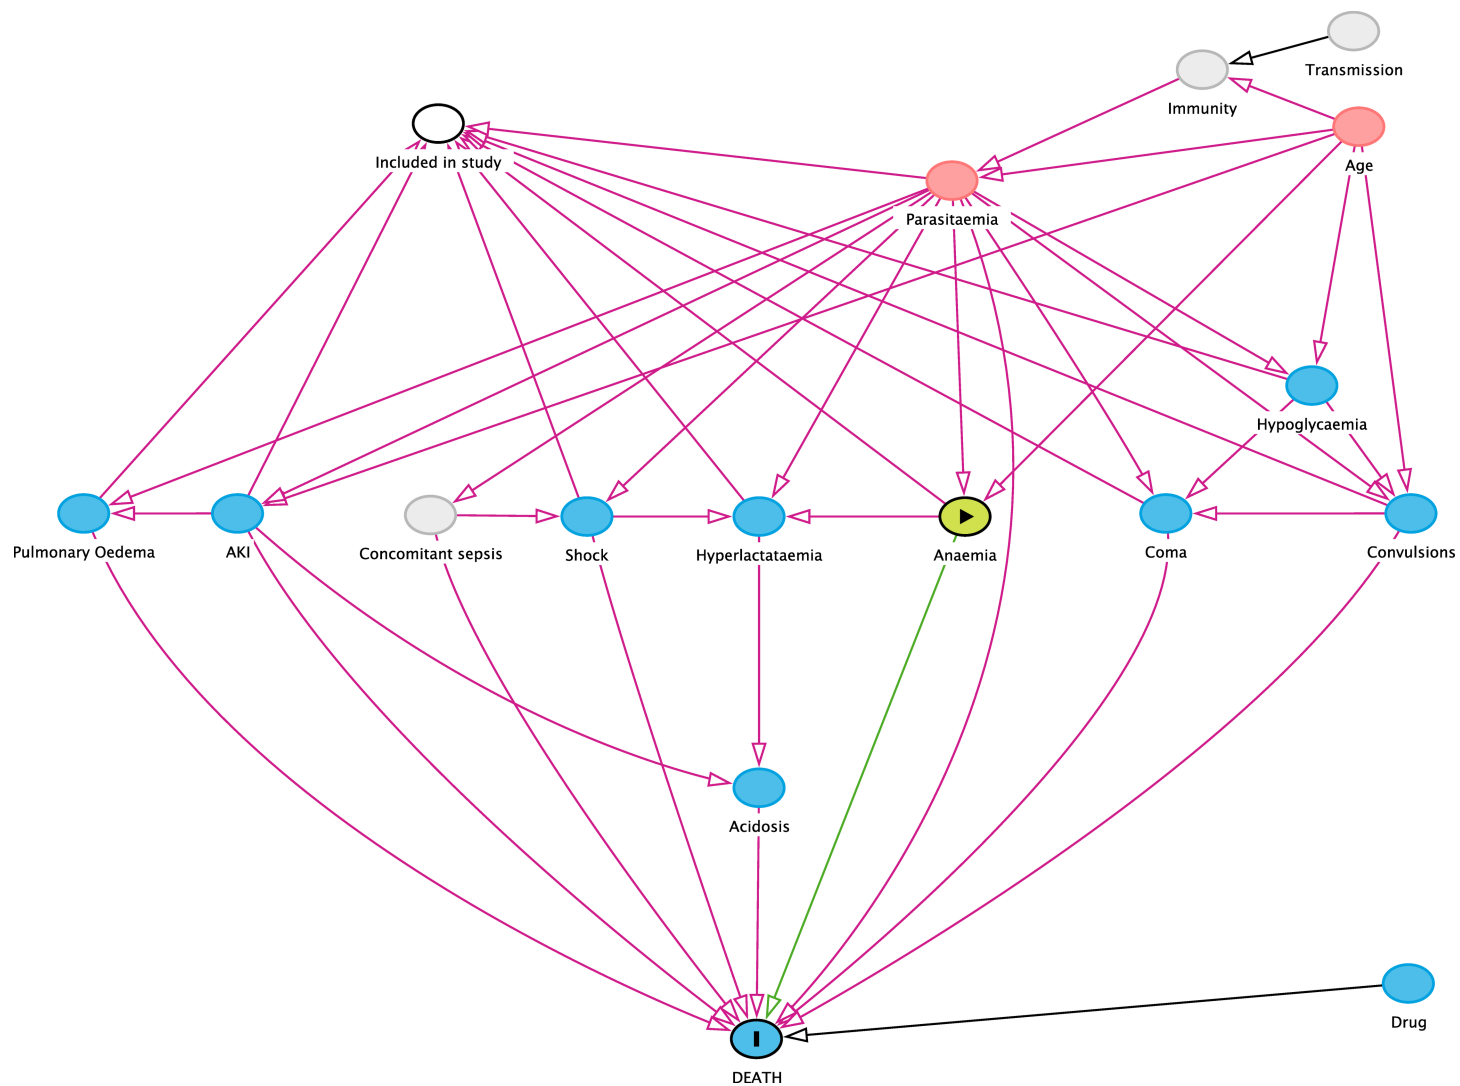 Transmission
Immunity
Included in study
Age
Parasitaemia
Hypoglycaemia
Pulmonary Oedema
AKI
Concomitant sepsis
Shock
Hyperlactataemia
Anaemia
Coma
Convulsions
Acidosis
Drug
DEATH